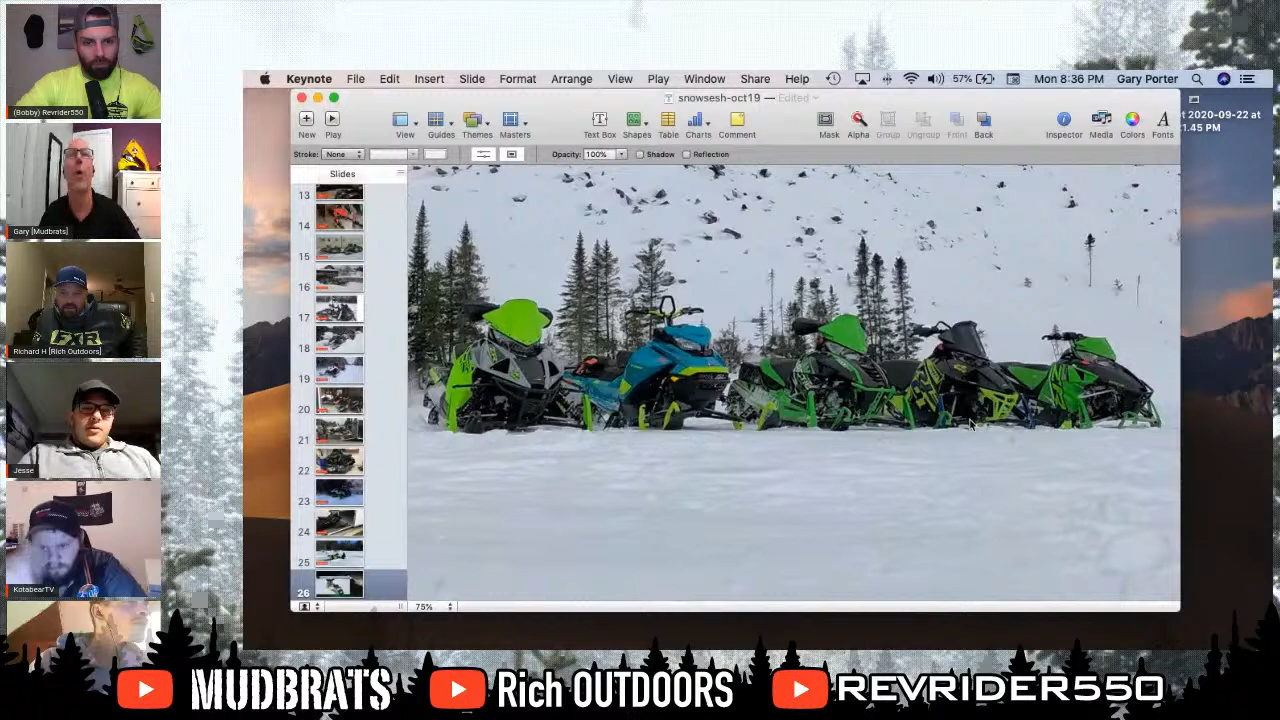 (Bobby) Revrider550
Gary [Mudbrats]
Richard H [Rich Outdoors]
FXR
Jesse
KotabearTV
Keynote File Edit Insert Slide Format Arrange View Play Window Share Help 57% Mon 8:36 PM Gary Porter
snowsesh-oct19 — Edited
2020-09-22 at
1.45 PM
New Play View Guides Themes Masters Text Box Shapes Table Charts Comment Mask Alpha Group Ungroup Front Back Inspector Media Colors Fonts
Stroke: None Opacity: 100% Shadow Reflection
Slides
13
14
15
16
17
18
19
20
21
22
23
24
25
26
75%
MUDBRATS
Rich OUTDOORS
REVRIDER550